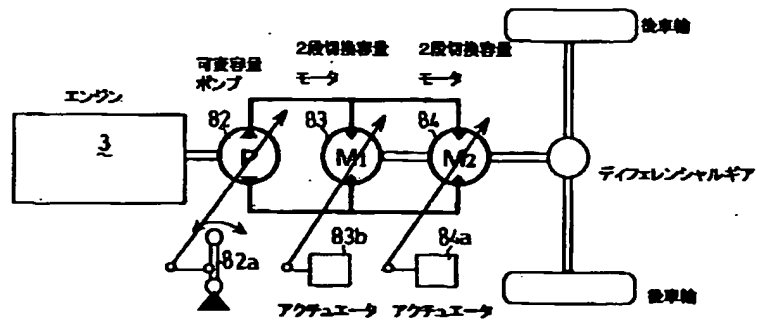 後車輪
2段切換容量
モータ
2段切換容量
モータ
可変容量
ポンプ
エンジン
3
82
P
83
M1
84
M2
ディフェレンシャルギア
82a
83b
84a
アクチュエータ
アクチュエータ
後車輪